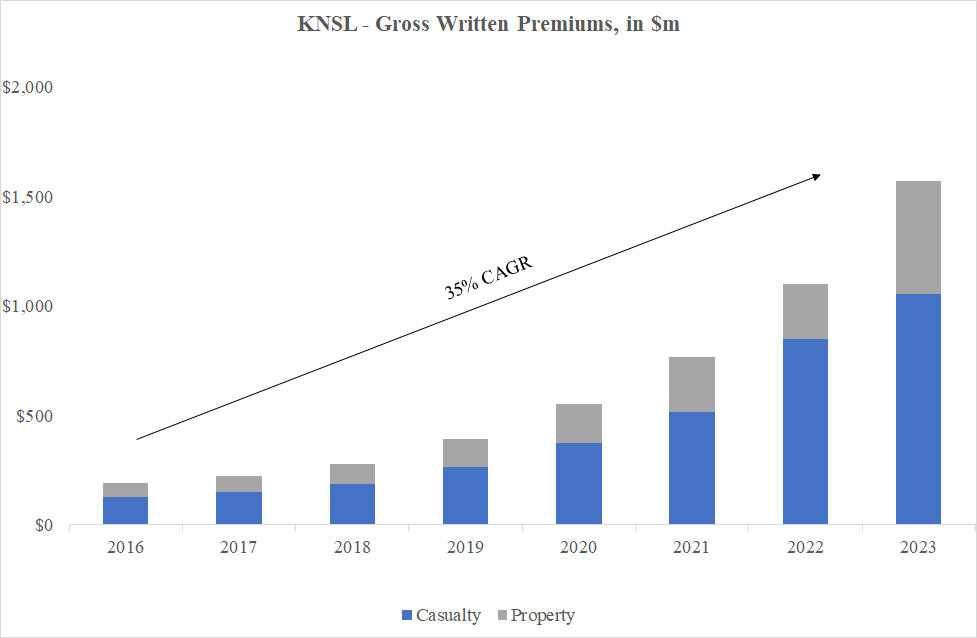 KNSL - Gross Written Premiums, in $m
$2,000
$1,500
35% CAGR
$1,000
$500
$0
2016 2017 2018 2019 2020 2021 2022 2023
Casualty Property